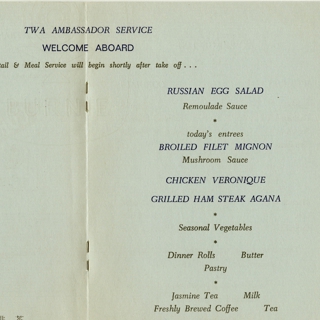 TWA AMBASSADOR SERVICE
WELCOME ABOARD
& Meal Service will begin shortly after take off...
RUSSIAN EGG SALAD
Remoulade Sauce
*
today's entrees
BROILED FILET MIGNON
Mushroom Sauce
CHICKEN VERONIQUE
GRILLED HAM STEAK AGANA
*
Seasonal Vegetables
*
Dinner Rolls Butter
Pastry
*
Jasmine Tea Milk
Freshly Brewed Coffee Tea